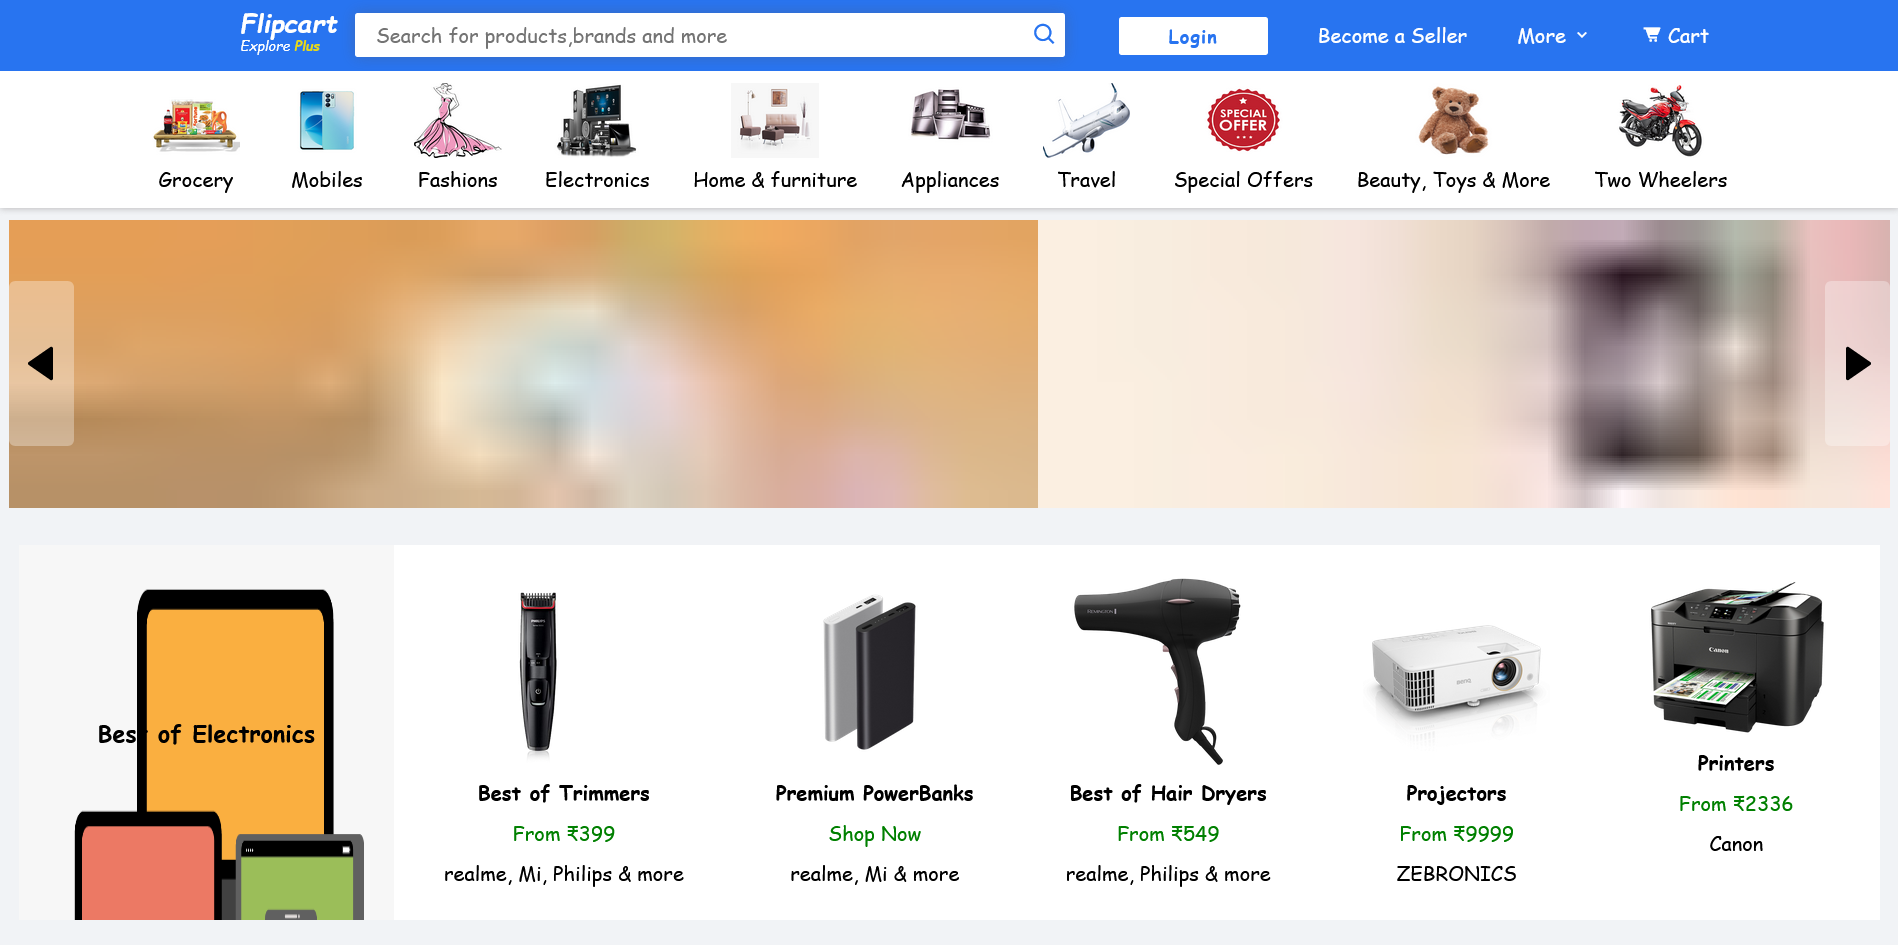 Flipcart
Explore Plus
Search for products,brands and more
Login
Become a Seller
More
Cart
Grocery
Mobiles
Fashions
Electronics
Home & furniture
Appliances
Travel
SPECIAL
OFFER
Special Offers
Beauty, Toys & More
Two Wheelers
Best of Electronics
Best of Trimmers
From ₹399
realme, Mi, Philips & more
Premium PowerBanks
Shop Now
realme, Mi & more
REMINGTON
Best of Hair Dryers
From ₹549
realme, Philips & more
BenQ
Projectors
From ₹9999
ZEBRONICS
Canon
Printers
From ₹2336
Canon